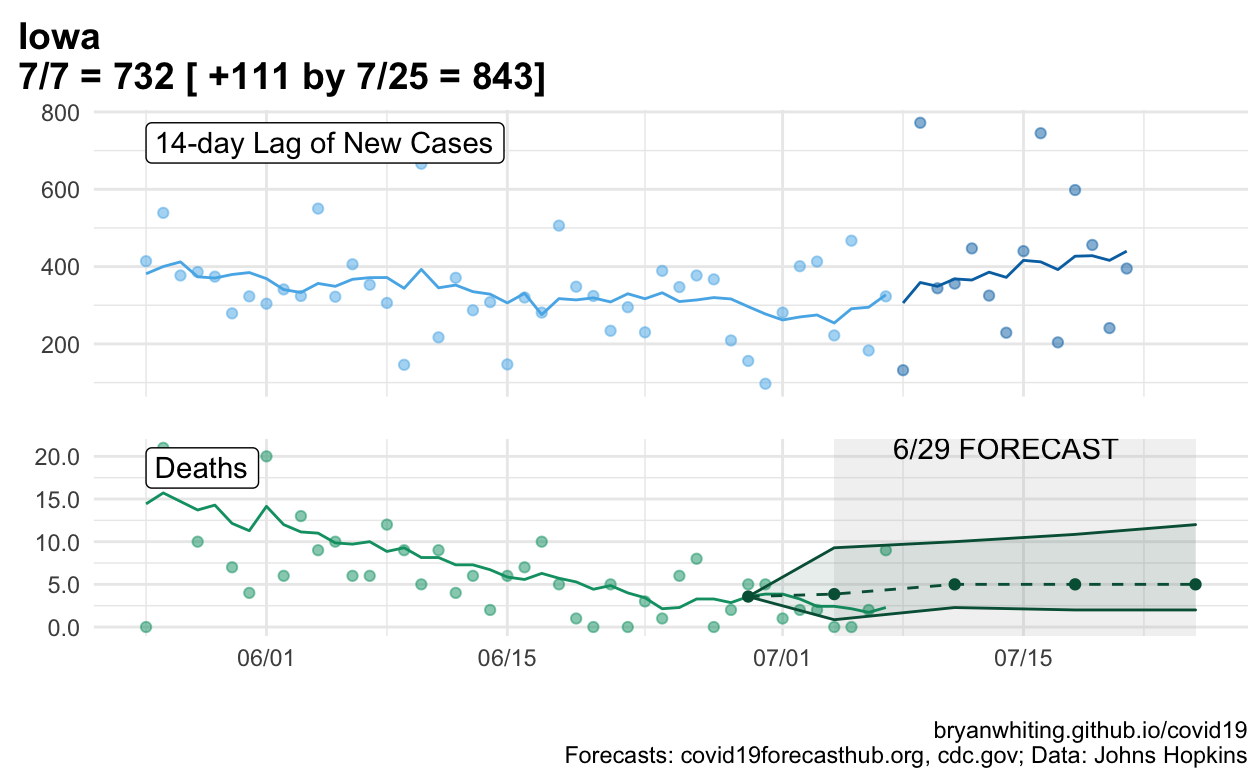 Iowa
7/7 = 732 [ +111 by 7/25 = 843]
800
14-day Lag of New Cases
600
400
200
6/29 FORECAST
20.0
Deaths
15.0
10.0
5.0
0.0
06/01 06/15 07/01 07/15
bryanwhiting.github.io/covid19
Forecasts: covid19forecasthub.org, cdc.gov; Data: Johns Hopkins